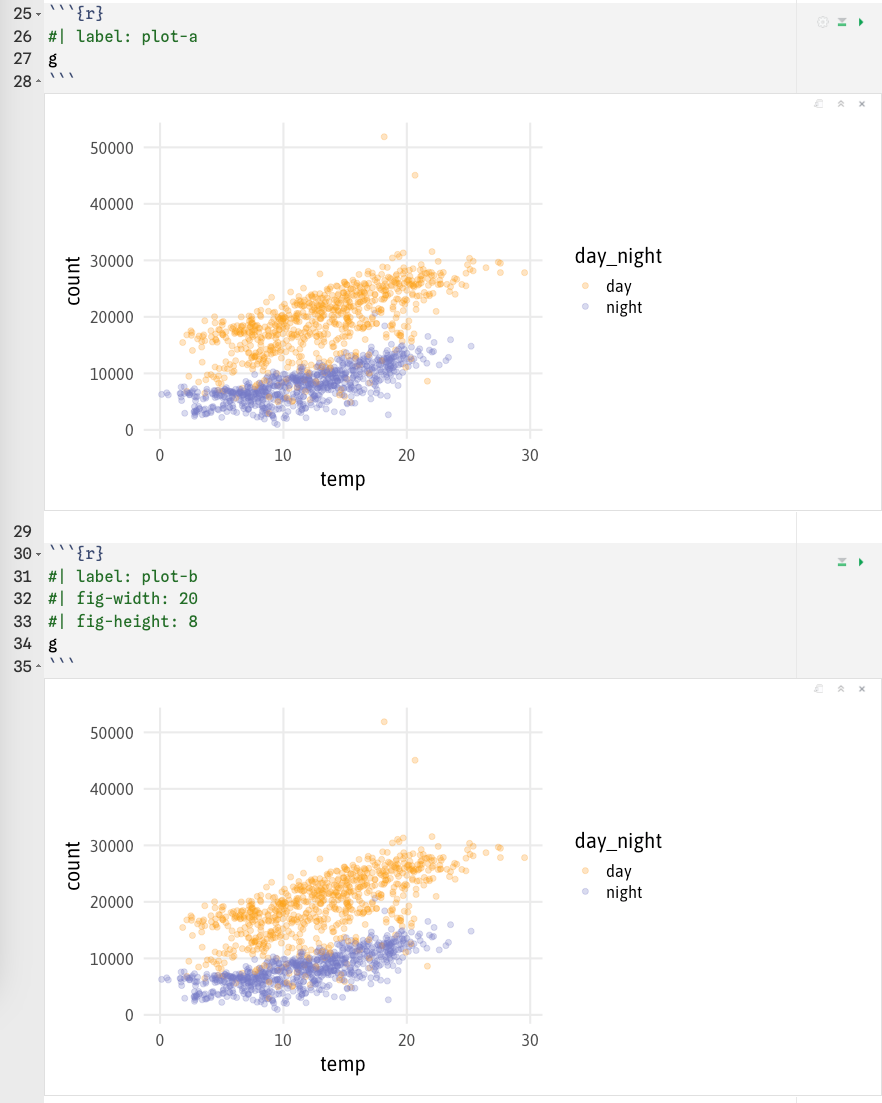 25 ```{r}
26 #| label: plot-a
27 g
28 ```
50000
40000
30000
20000
10000
0
count
0 10 20 30
temp
day_night
day
night
29
30 ```{r}
31 #| label: plot-b
32 #| fig-width: 20
33 #| fig-height: 8
34 g
35 ```
50000
40000
30000
20000
10000
0
count
0 10 20 30
temp
day_night
day
night